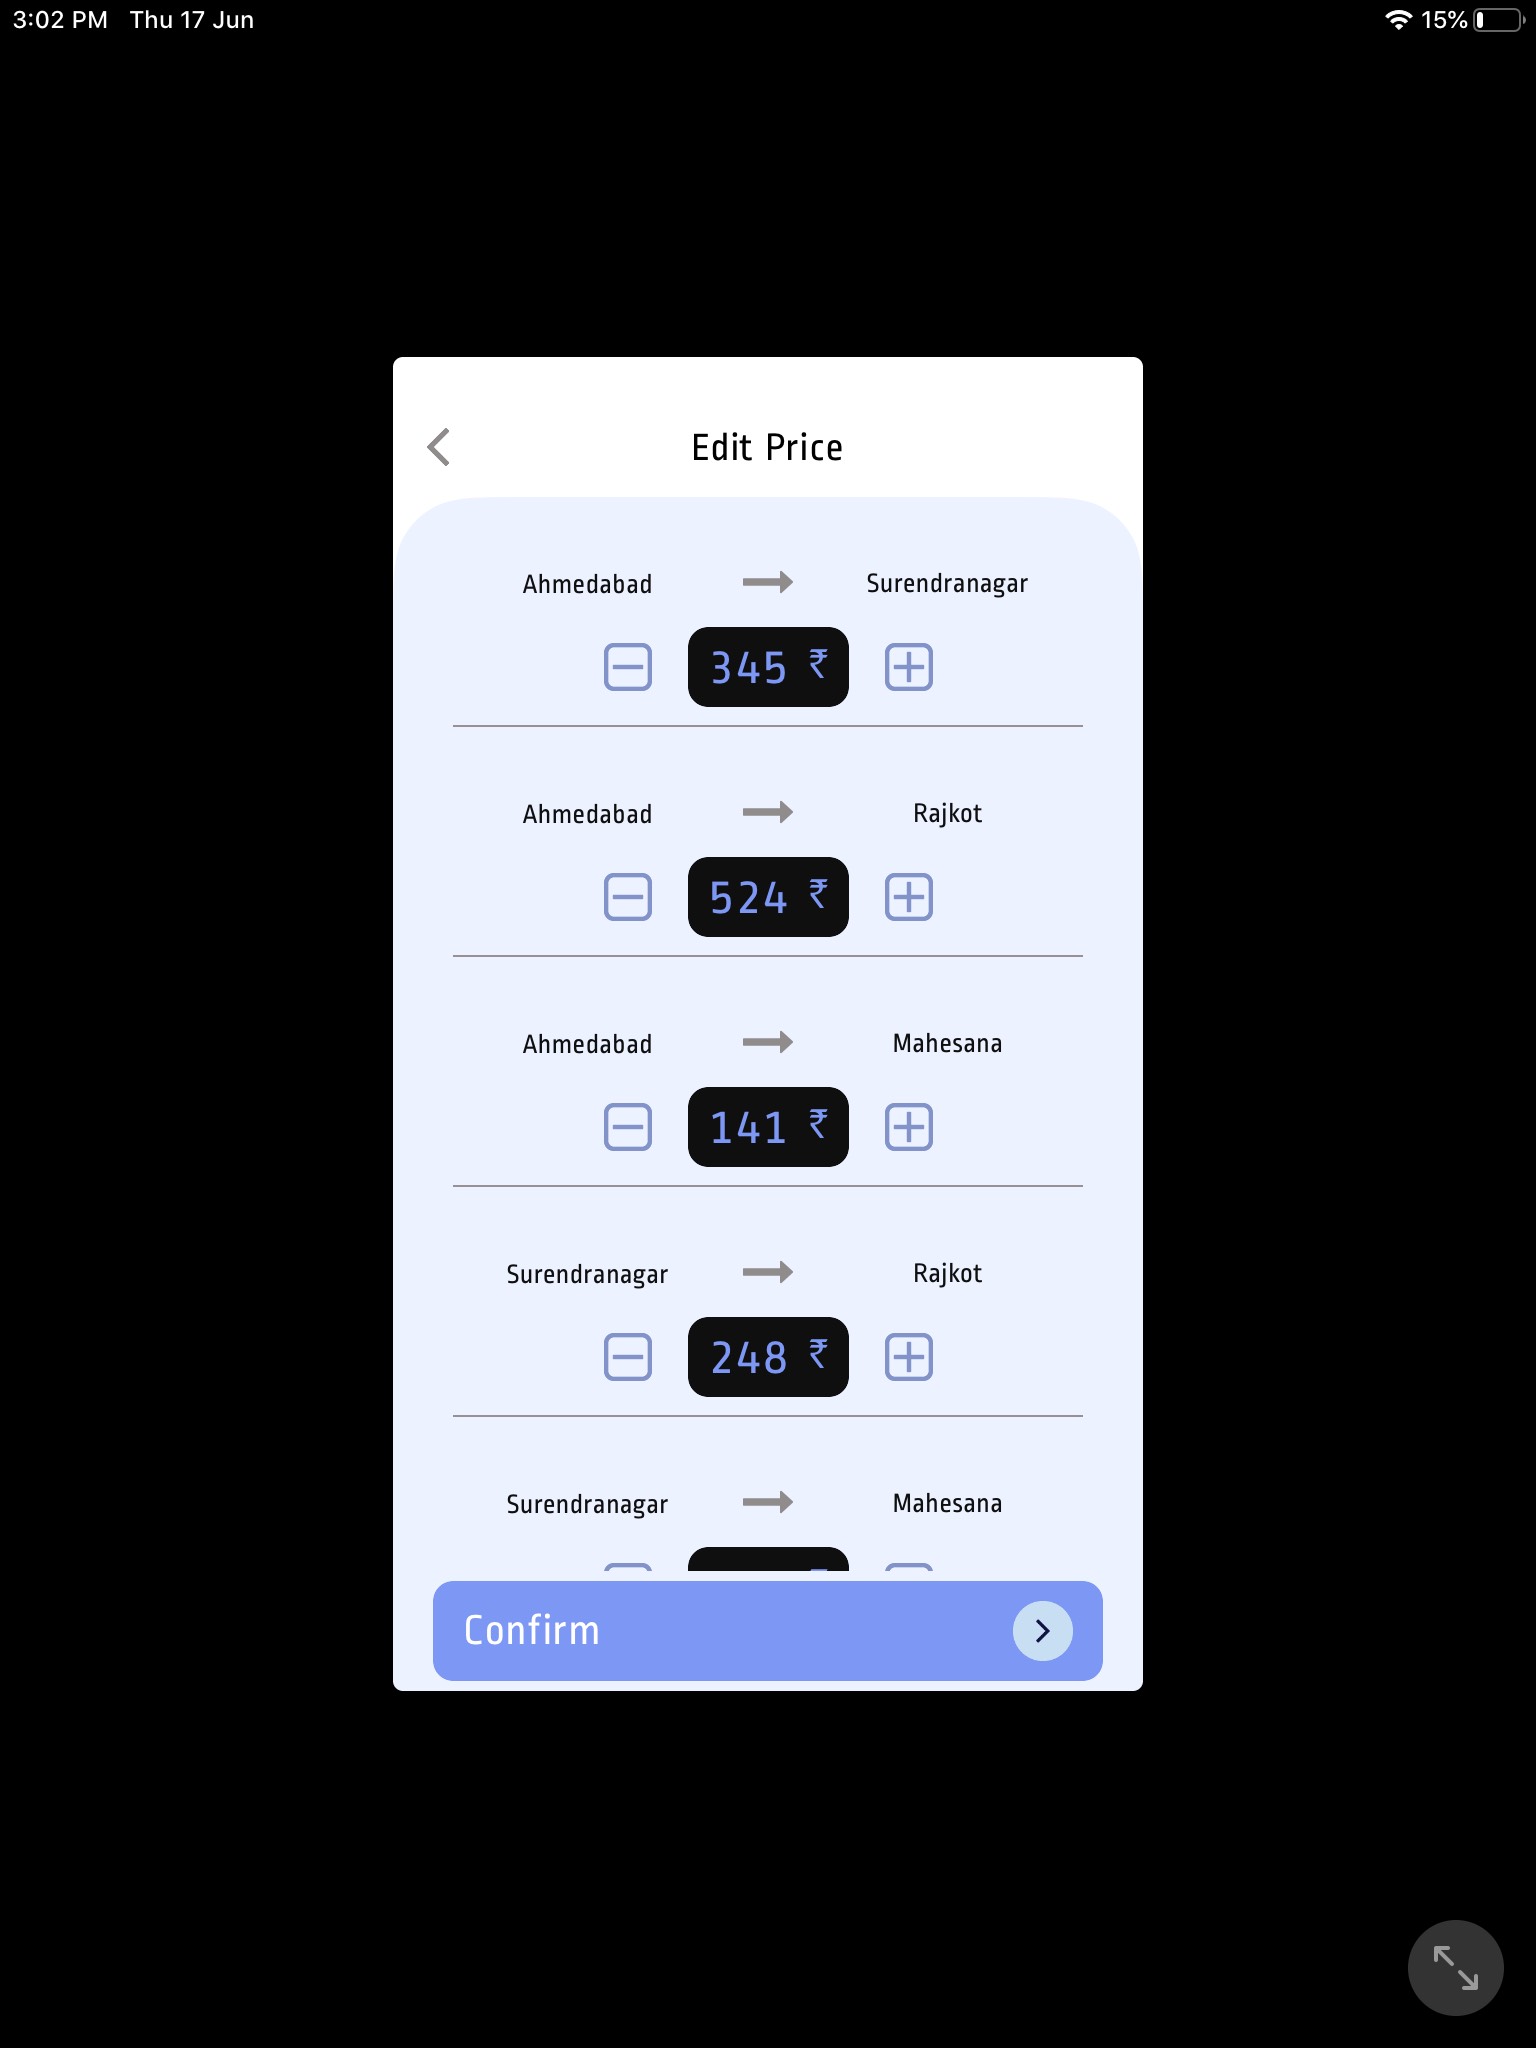 3:02 PM Thu 17 Jun 15%
Edit Price
Ahmedabad Surendranagar
345 ₹
Ahmedabad Rajkot
524 ₹
Ahmedabad Mahesana
141 ₹
Surendranagar Rajkot
248 ₹
Surendranagar Mahesana
Confirm